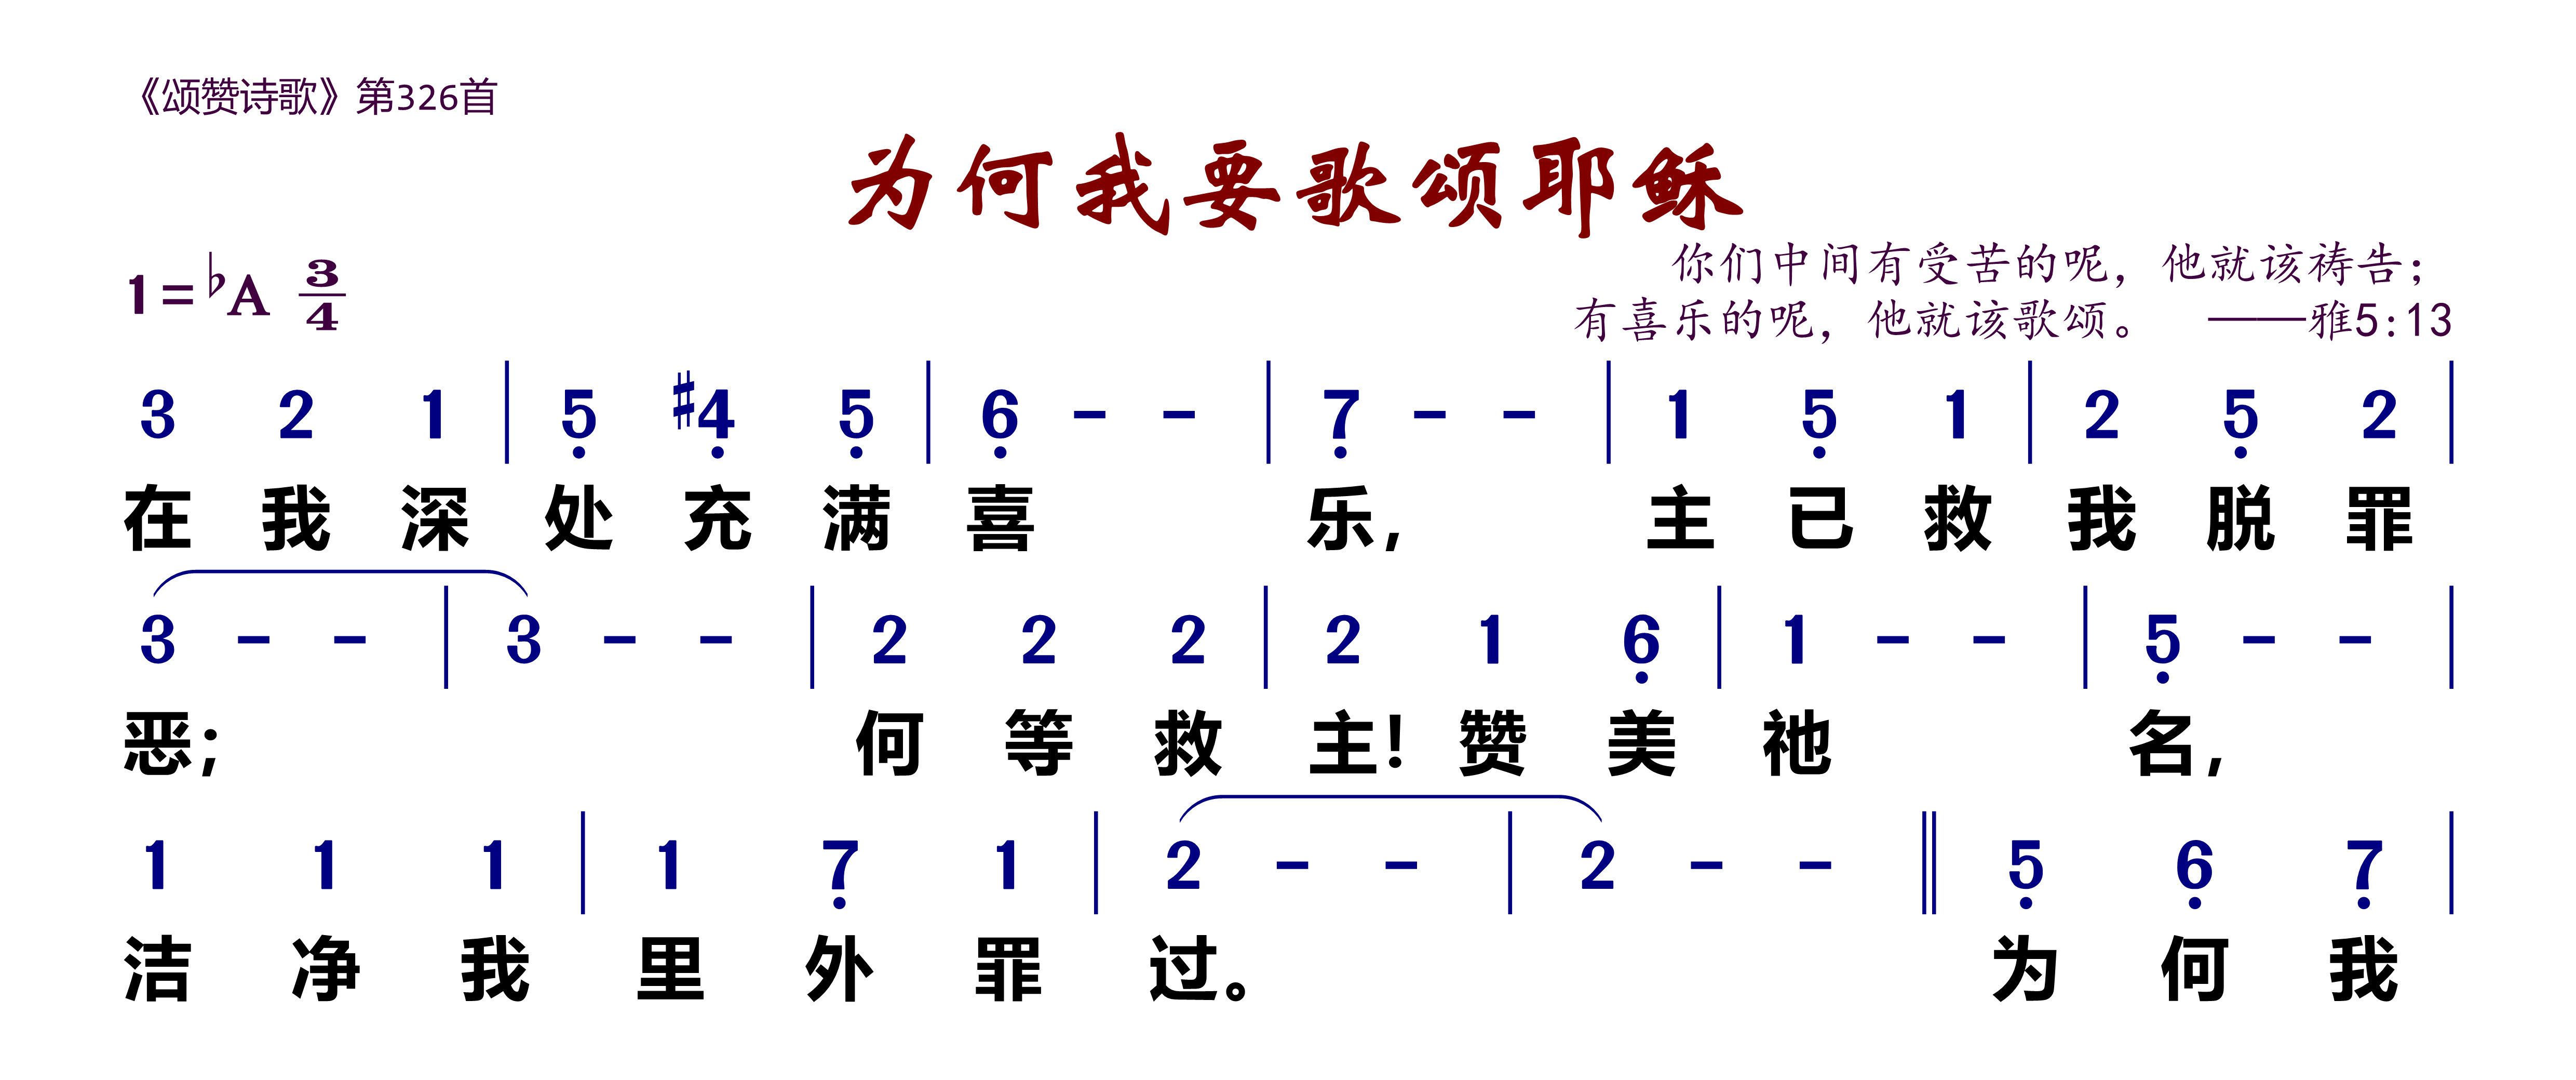 《颂赞诗歌》第326首
为何我要歌颂耶稣
1=♭A 3/4
你们中间有受苦的呢，他就该祷告；
有喜乐的呢，他就该歌颂。 ——雅5:13
3 2 1 | 5̣ #4̣ 5̣ | 6̣ - - | 7̣ - - | 1 5̣ 1 | 2 5̣ 2 |
在我深处充满喜乐，主已救我脱罪
3 - - | 3 - - | 2 2 2 | 2 1 6̣ | 1 - - | 5̣ - - |
恶；何等救主！赞美祂名，
1 1 1 | 1 7̣ 1 | 2 - - | 2 - - ‖ 5̣ 6̣ 7̣ |
洁净我里外罪过。为何我